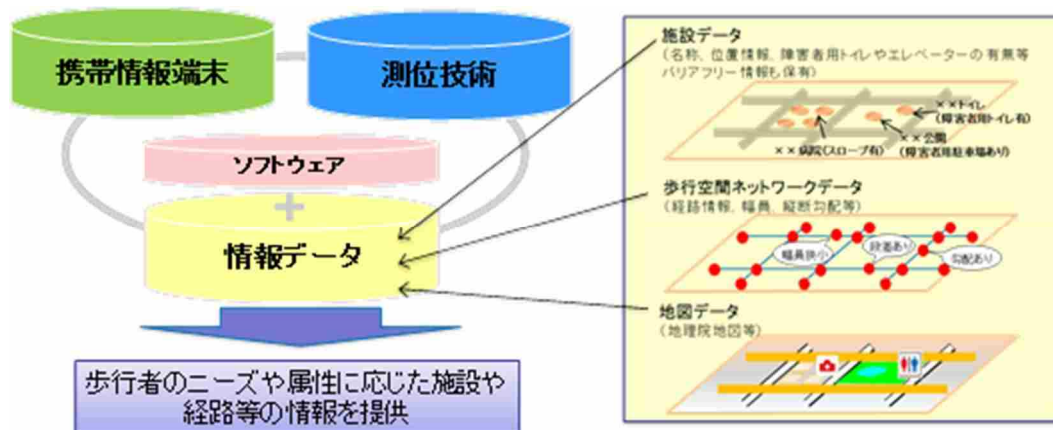 携帯情報端末
測位技術
ソフトウェア
+
情報データ
歩行者のニーズや属性に応じた施設や
経路等の情報を提供
施設データ
(名称、位置情報、障害者用トイレやエレベーターの有無等
バリアフリー情報も保有)
××トイレ
(障害者用トイレ有)
××公開
(障害者用駐車場あり)
××病院(スロープ有)
歩行空間ネットワークデータ
(経路情報、幅員、縦断勾配等)
幅員狭小
段差あり
勾配あり
地図データ
(地理院地図等)